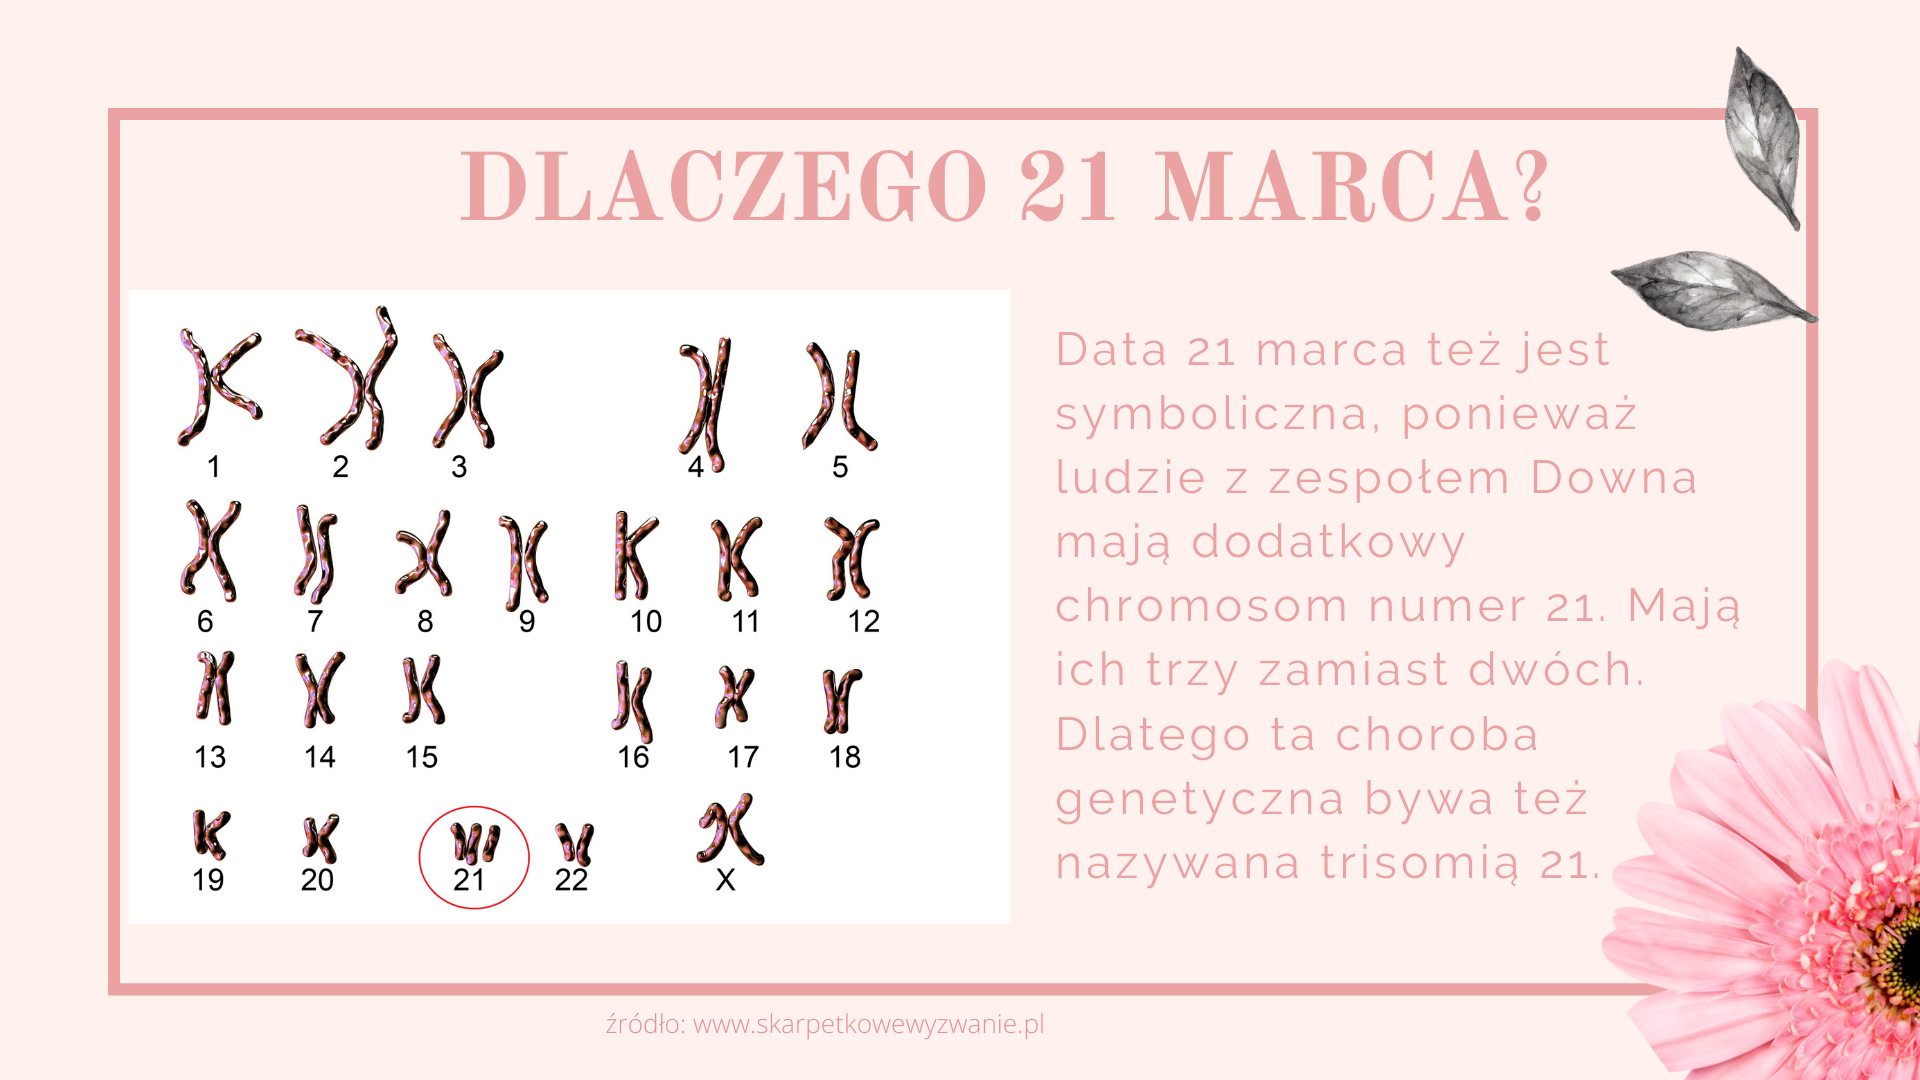 DLACZEGO 21 MARCA?
1 2 3 4 5
6 7 8 9 10 11 12
13 14 15 16 17 18
19 20 21 22 X
Data 21 marca też jest
symboliczna, ponieważ
ludzie z zespołem Downa
mają dodatkowy
chromosom numer 21. Mają
ich trzy zamiast dwóch.
Dlatego ta choroba
genetyczna bywa też
nazywana trisomią 21.
źródło: www.skarpetkowewyzwanie.pl